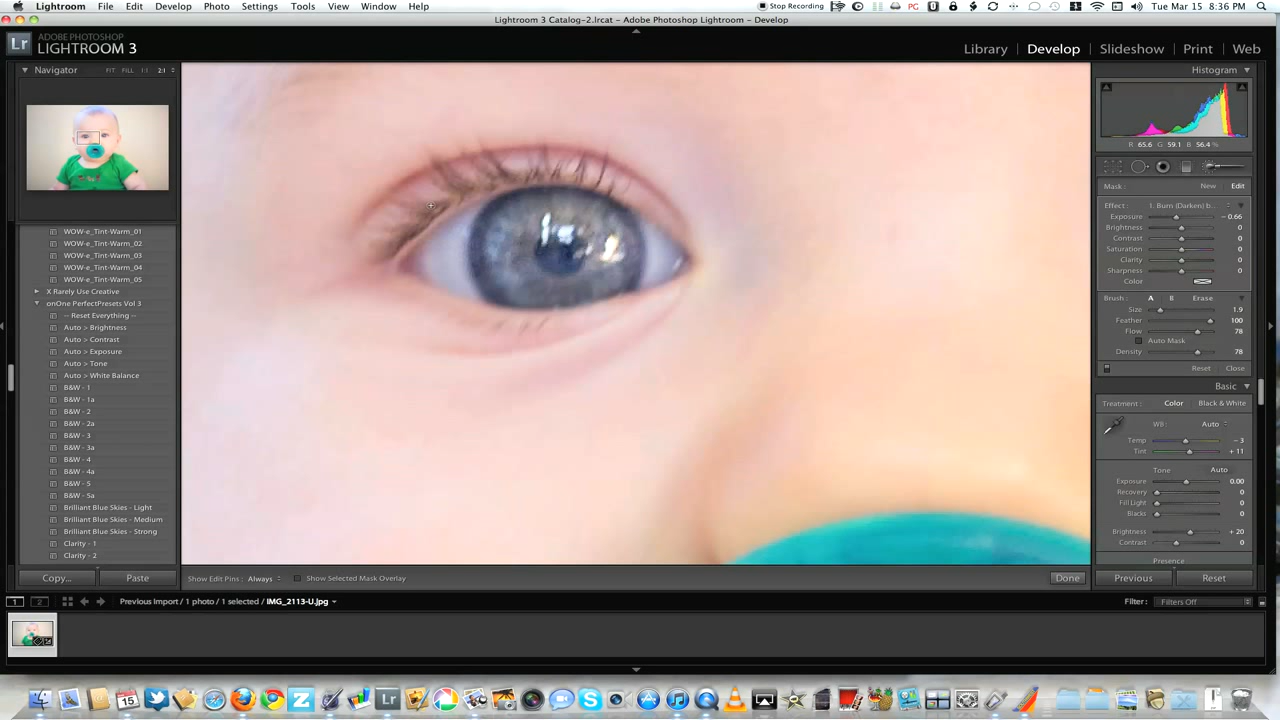 Lightroom File Edit Develop Photo Settings Tools View Window Help Stop Recording PC Tue Mar 15 8:36 PM
Lightroom 3 Catalog-2.lrcat - Adobe Photoshop Lightroom - Develop
Lr ADOBE PHOTOSHOP
LIGHTROOM 3
Library Develop Slideshow Print Web
Navigator FIT FILL 1:1 2:1
Histogram
R 65.6 G 59.1 B 56.4 %
Mask: New Edit
Effect: 1. Burn (Darken) b...
Exposure - 0.66
Brightness 0
Contrast 0
Saturation 0
Clarity 0
Sharpness 0
Color
Brush: A B Erase
Size 1.9
Feather 100
Flow 78
Auto Mask
Density 78
Reset Close
Basic
Treatment: Color Black & White
WB: Auto
Temp - 3
Tint + 11
Tone Auto
Exposure 0.00
Recovery 0
Fill Light 0
Blacks 0
Brightness + 20
Contrast 0
Presence
WOW-e_Tint-Warm_01
WOW-e_Tint-Warm_02
WOW-e_Tint-Warm_03
WOW-e_Tint-Warm_04
WOW-e_Tint-Warm_05
X Rarely Use Creative
onOne PerfectPresets Vol 3
-- Reset Everything --
Auto > Brightness
Auto > Contrast
Auto > Exposure
Auto > Tone
Auto > White Balance
B&W - 1
B&W - 1a
B&W - 2
B&W - 2a
B&W - 3
B&W - 3a
B&W - 4
B&W - 4a
B&W - 5
B&W - 5a
Brilliant Blue Skies - Light
Brilliant Blue Skies - Medium
Brilliant Blue Skies - Strong
Clarity - 1
Clarity - 2
Copy... Paste
Show Edit Pins: Always Show Selected Mask Overlay Done
Previous Reset
1 2 Previous Import / 1 photo / 1 selected / IMG_2113-U.jpg
Filter: Filters Off
15 Z Lr S